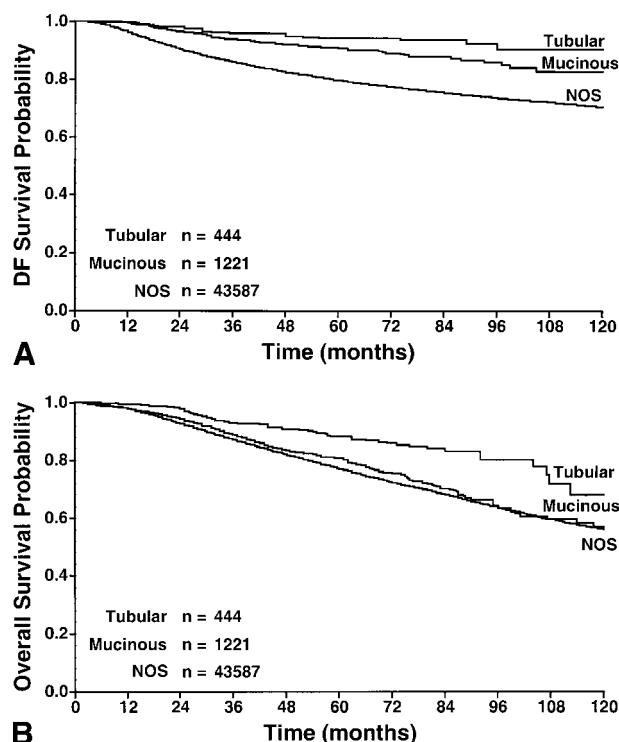 DF Survival Probability
1.0
0.8
0.6
0.4
0.2
0.0
Tubular
Mucinous
NOS
Tubular n = 444
Mucinous n = 1221
NOS n = 43587
0 12 24 36 48 60 72 84 96 108 120
Time (months)
A
Overall Survival Probability
1.0
0.8
0.6
0.4
0.2
0.0
Tubular
Mucinous
NOS
Tubular n = 444
Mucinous n = 1221
NOS n = 43587
0 12 24 36 48 60 72 84 96 108 120
Time (months)
B